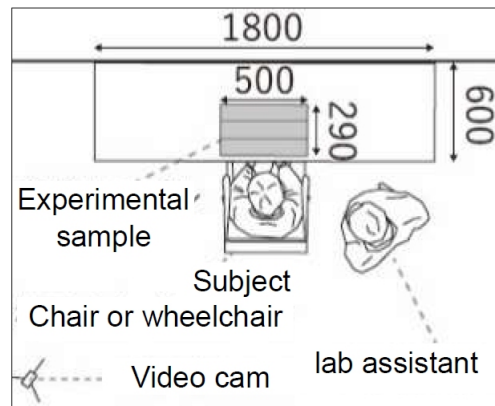 1800
500
290
600
Experimental
sample
Subject
Chair or wheelchair
lab assistant
Video cam